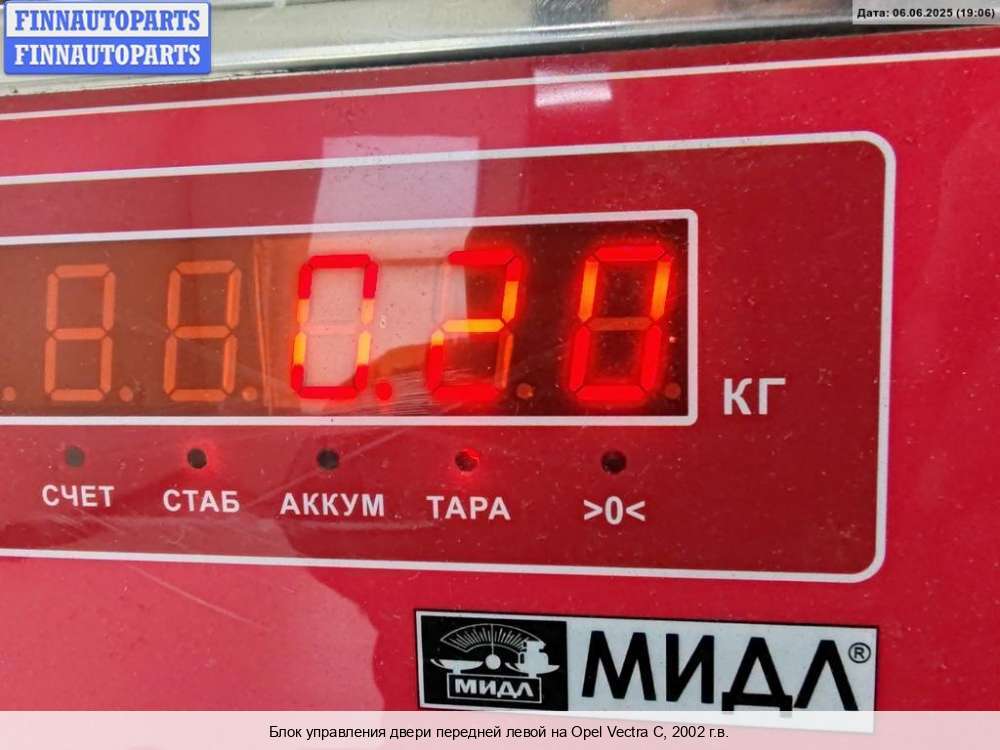 FINNAUTOPARTS
FINNAUTOPARTS
Дата: 06.06.2025 (19:06)
0.20
КГ
СЧЕТ СТАБ АККУМ ТАРА >0<
МИДЛ
МИДЛ®
Блок управления двери передней левой на Opel Vectra C, 2002 г.в.